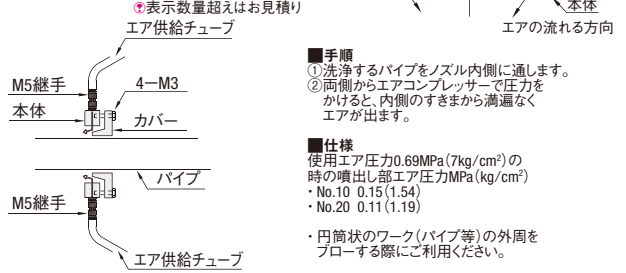 ?表示数量超えはお見積り
エア供給チューブ
M5継手
4－M3
本体
カバー
パイプ
M5継手
エア供給チューブ
本体
エアの流れる方向
■手順
①洗浄するパイプをノズル内側に通します。
②両側からエアコンプレッサーで圧力を
かけると、内側のすきまから満遍なく
エアが出ます。
■仕様
使用エア圧力0.69MPa(7kg/cm²)の
時の噴出し部エア圧力MPa(kg/cm²)
・No.10 0.15(1.54)
・No.20 0.11(1.19)
・円筒状のワーク(パイプ等)の外周を
ブローする際にご利用ください。